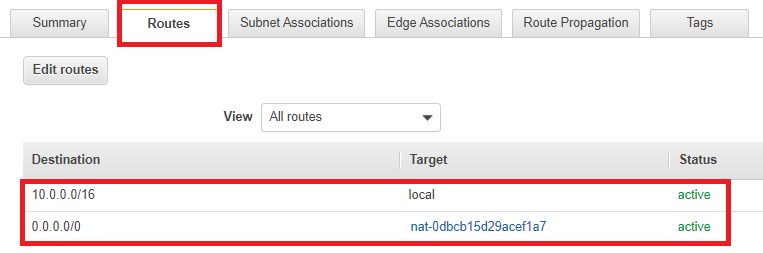 Summary Routes Subnet Associations Edge Associations Route Propagation Tags
Edit routes
View All routes
Destination Target Status
10.0.0.0/16 local active
0.0.0.0/0 nat-0dbcb15d29acef1a7 active